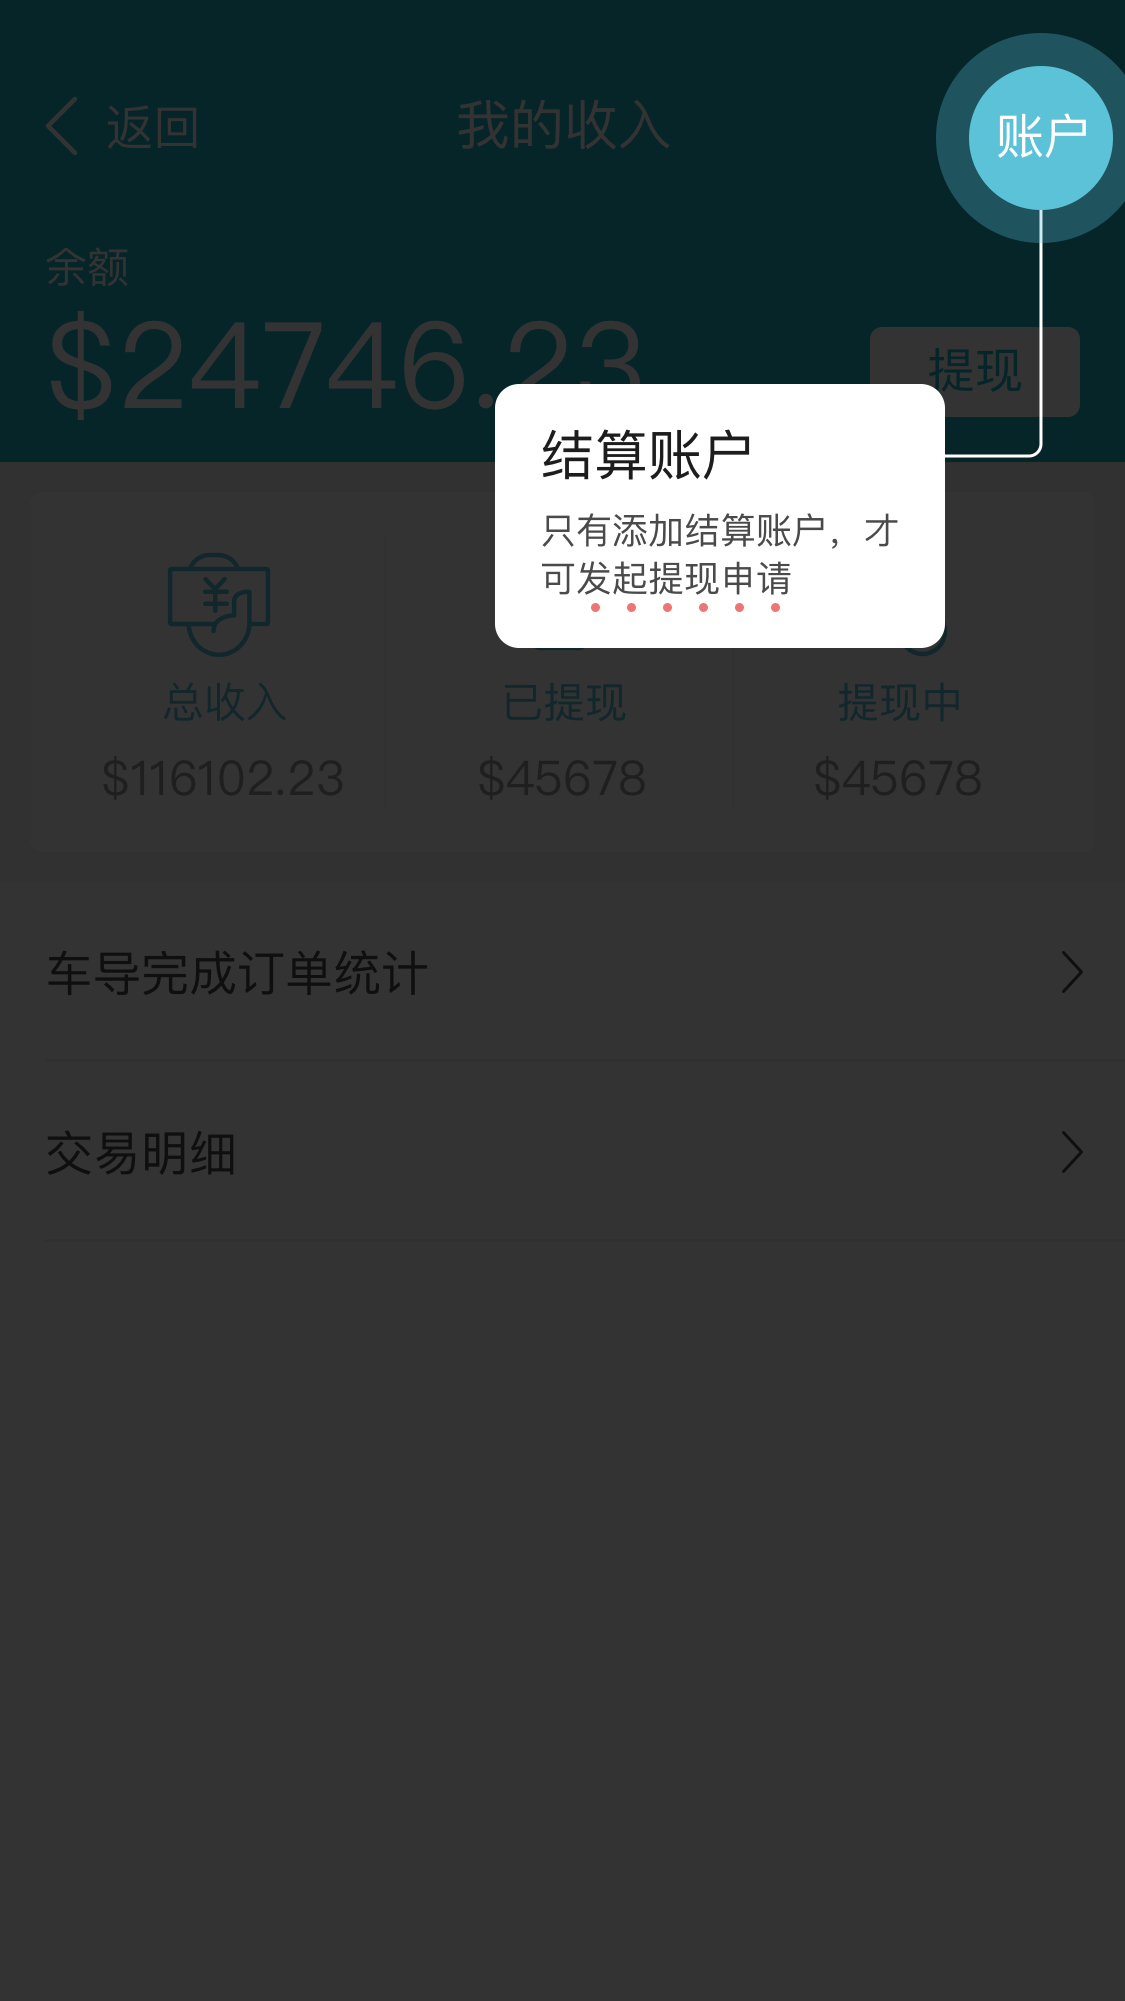 返回
我的收入
账户
余额
$24746.23
提现
结算账户
只有添加结算账户，才
可发起提现申请
总收入
已提现
提现中
$116102.23
$45678
$45678
车导完成订单统计
交易明细